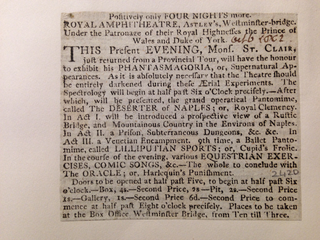 Positively only FOUR NIGHTS more.
ROYAL AMPHITHEATRE, ASTLEY's, Westminster-bridge.
Under the Patronage of their Royal Highnesses the Prince of
Wales and Duke of York.
THIS Present EVENING, Mons. ST. CLAIR,
just returned from a Provincial Tour, will have the honour
to exhibit his PHANTASMAGORIA, or, Supernatural Ap-
pearances. As it is absolutely necessary that the Theatre should
be entirely darkened during these Aerial Experiments. The
Spectrology will begin at half past six o'Clock precisely.—After
which, will be presented, the grand operatical Pantomime,
called The DESERTER of NAPLES; or, Royal Clemency.
In Act I, will be introduced a prospective view of a Ruffic
Bridge, and Mountainous Country in the Environs of Naples.
In Act II. a Prison, Subterraneous Dungeons, &c. &c. In
Act III. a Venetian Encampment. 9th time, a Ballet Panto-
mime, called LILLIPUTIAN SPORTS; or, Cupid's Frolic.
In the course of the evening, various EQUESTRIAN EXER-
CISES, COMIC SONGS, &c.—The whole to conclude with
The ORACLE; or, Harlequin's Punishment.
Doors to be opened at half past Five, to begin at half past Six
o'clock.—Box, 4s.—Second Price, 2s.—Pit, 2s.—Second Price
1s.—Gallery, 1s.—Second Price 6d.—Second Price to com-
mence at half past Eight o'clock precisely. Places to be taken
at the Box Office, Westminster Bridge, from Ten till Three.